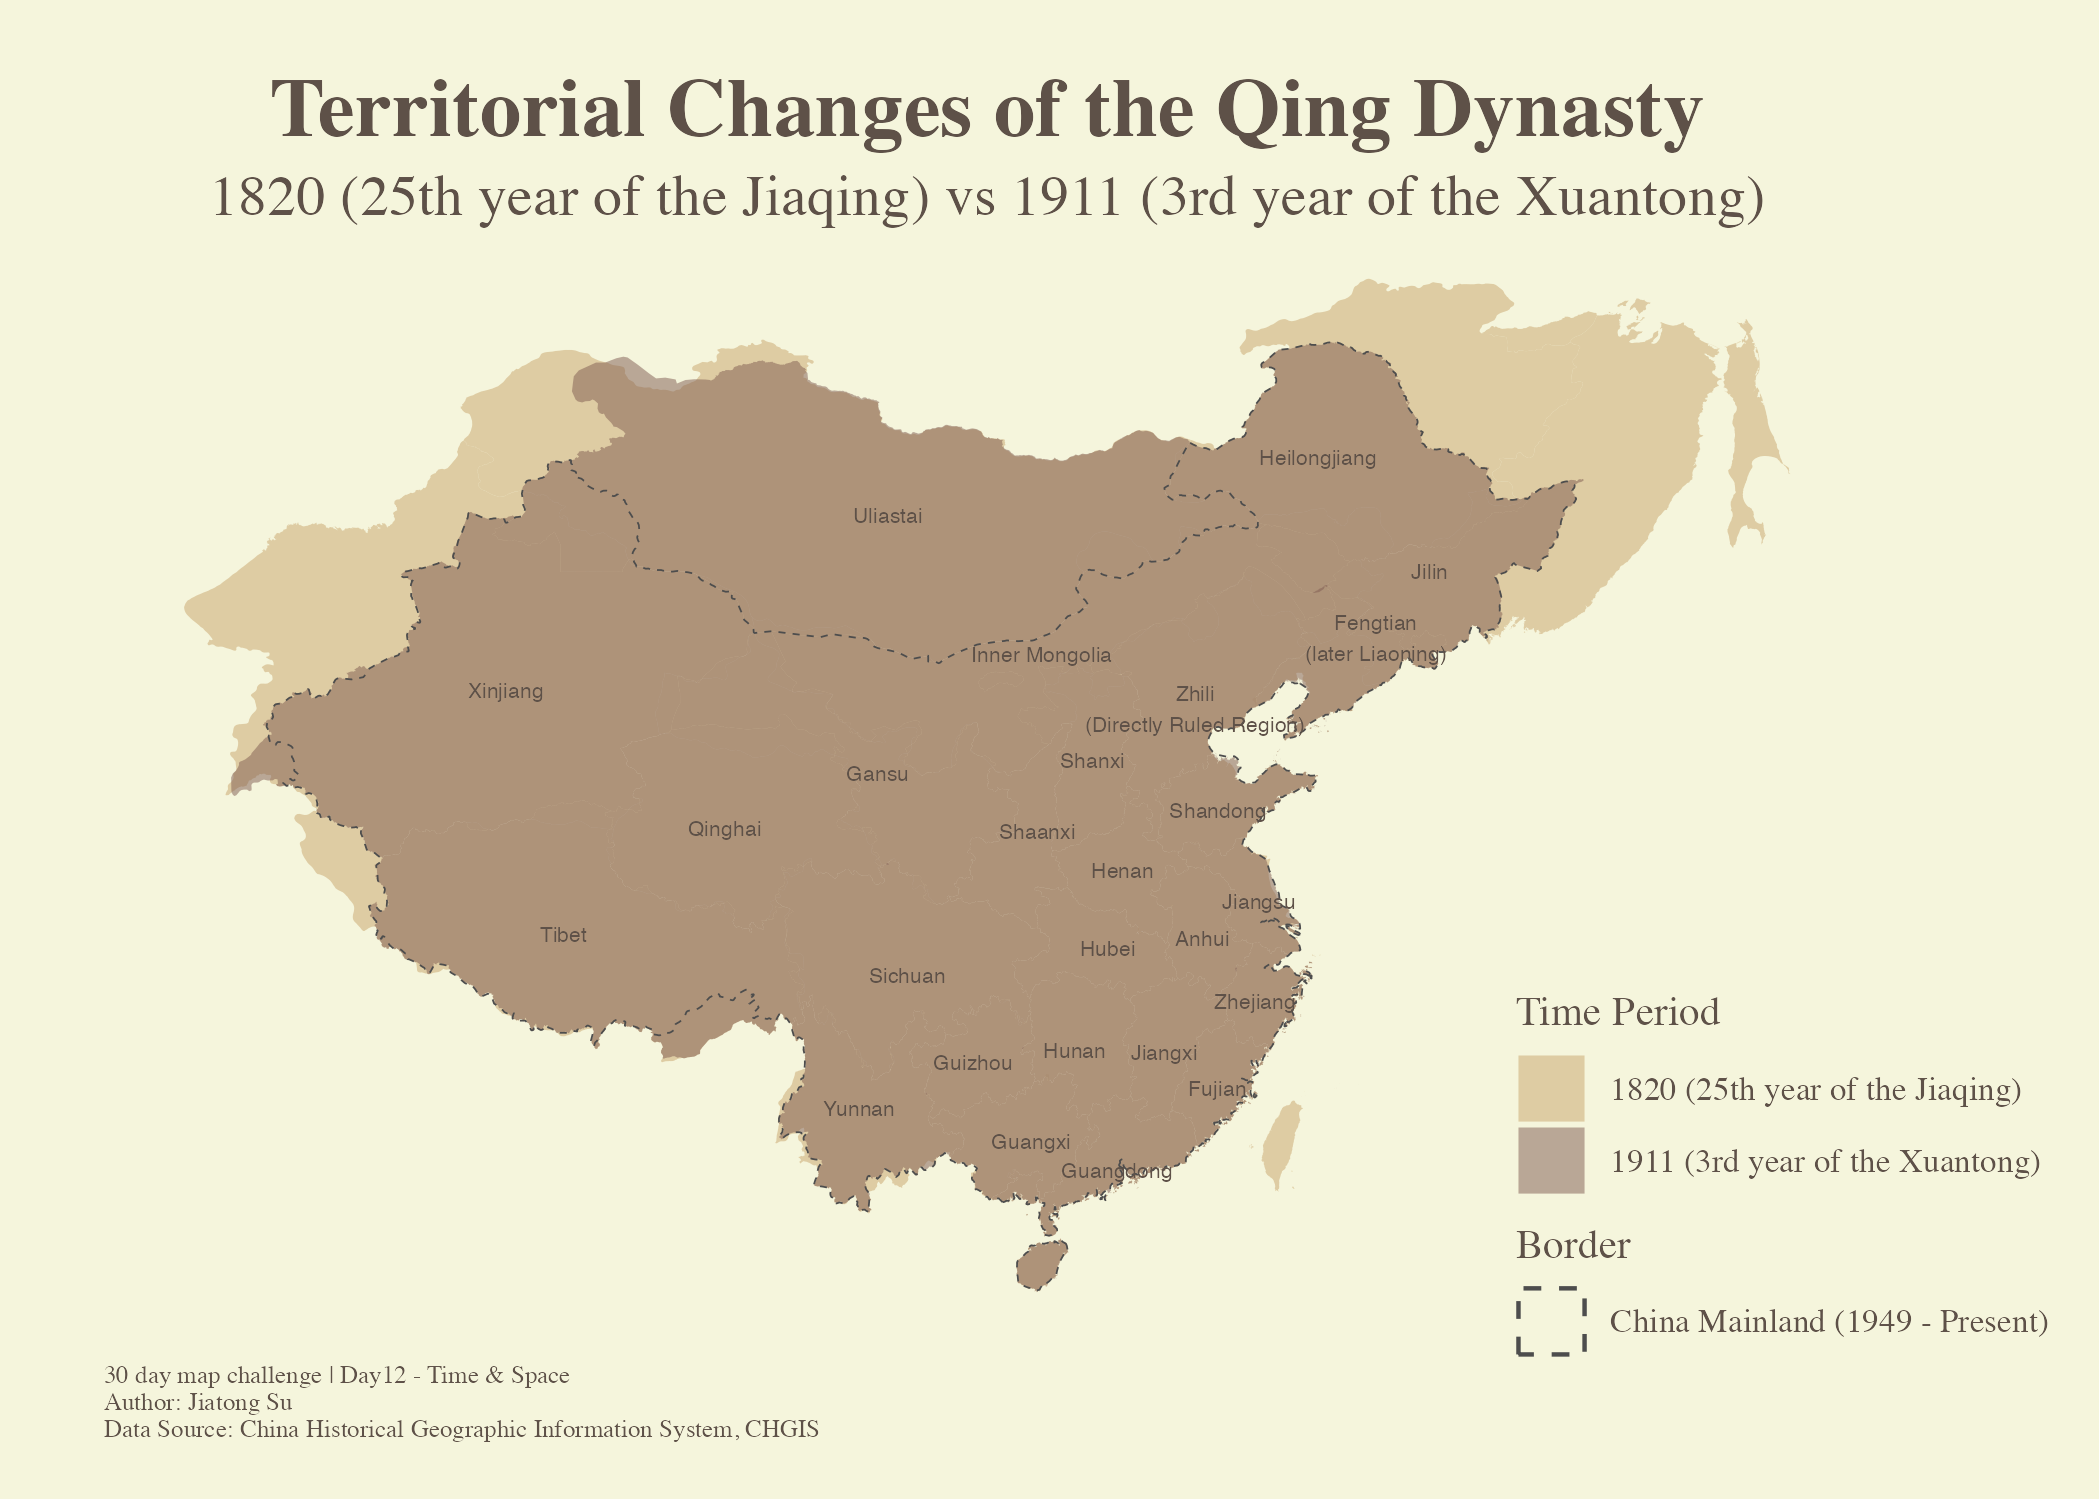 Territorial Changes of the Qing Dynasty
1820 (25th year of the Jiaqing) vs 1911 (3rd year of the Xuantong)
Heilongjiang
Uliastai
Jilin
Fengtian
(later Liaoning)
Inner Mongolia
Xinjiang
Zhili
(Directly Ruled Region)
Shanxi
Gansu
Shandong
Qinghai
Shaanxi
Henan
Jiangsu
Tibet
Anhui
Hubei
Sichuan
Zhejiang
Hunan
Jiangxi
Guizhou
Fujian
Yunnan
Guangxi
Guangdong
Time Period
1820 (25th year of the Jiaqing)
1911 (3rd year of the Xuantong)
Border
China Mainland (1949 - Present)
30 day map challenge | Day12 - Time & Space
Author: Jiatong Su
Data Source: China Historical Geographic Information System, CHGIS